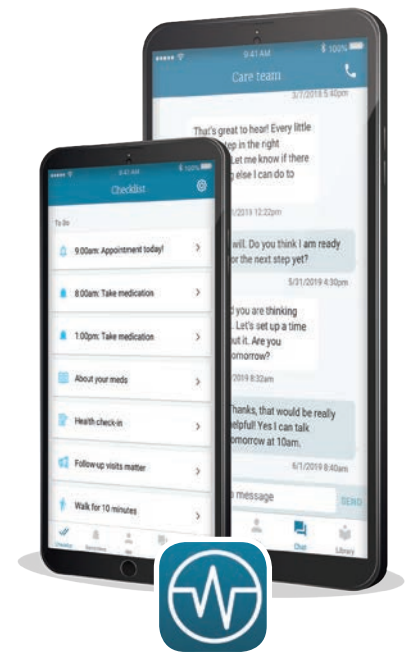 9:41 AM
100%
Care team
3/7/2019 5:40pm
That's great to hear! Every little
step in the right
Let me know if there
else I can do to
/2019 12:22pm
will. Do you think I am ready
or the next step yet?
5/31/2019 4:30pm
d you are thinking
. Let's set up a time
ut it. Are you
omorrow?
/2019 8:32am
Thanks, that would be really
helpful! Yes I can talk
omorrow at 10am.
6/1/2019 8:40am
message
SEND
Chat
Library
9:41 AM
100%
Checklist
To Do
9:00am: Appointment today!
8:00am: Take medication
1:00pm: Take medication
About your meds
Health check-in
Follow-up visits matter
Walk for 10 minutes
Checklist